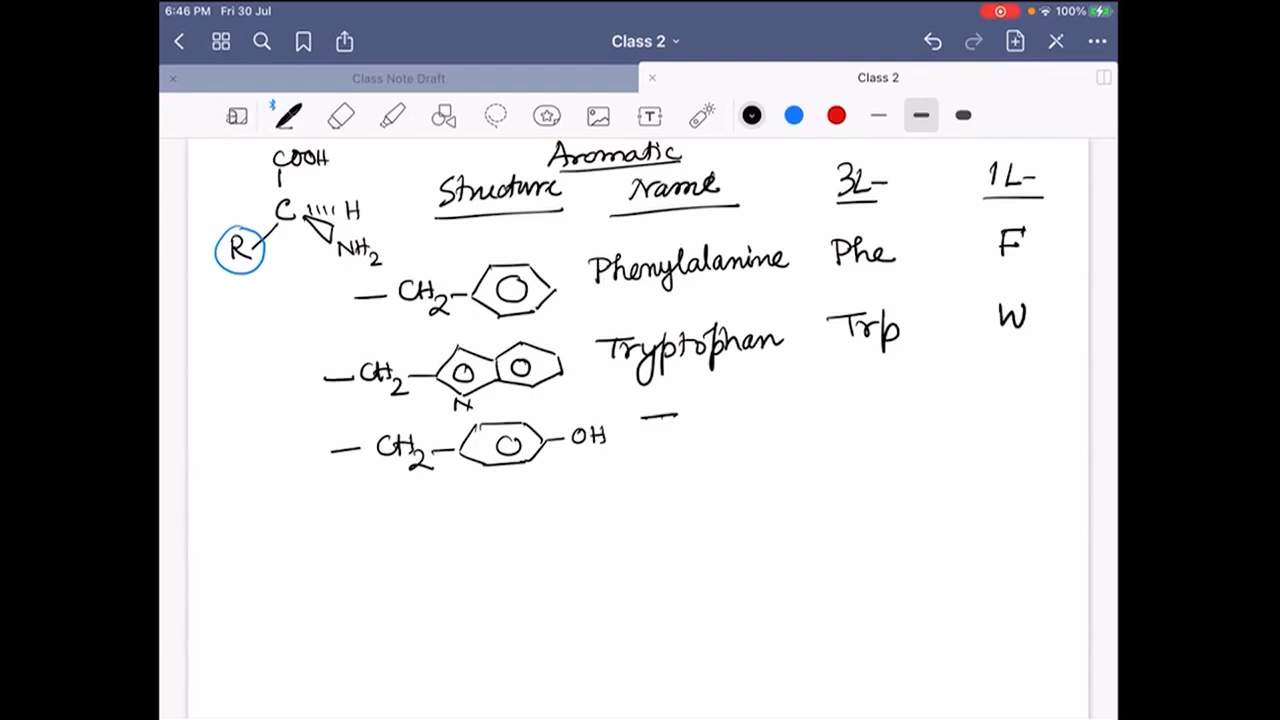 6:46 PM Fri 30 Jul
100%
Class 2
Class Note Draft
Class 2
T
COOH
Aromatic
Structure Name 3L- 1L-
C H
R NH2
— CH2— Phenylalanine Phe F
— CH2— Tryptophan Trp W
N
— CH2— —OH —